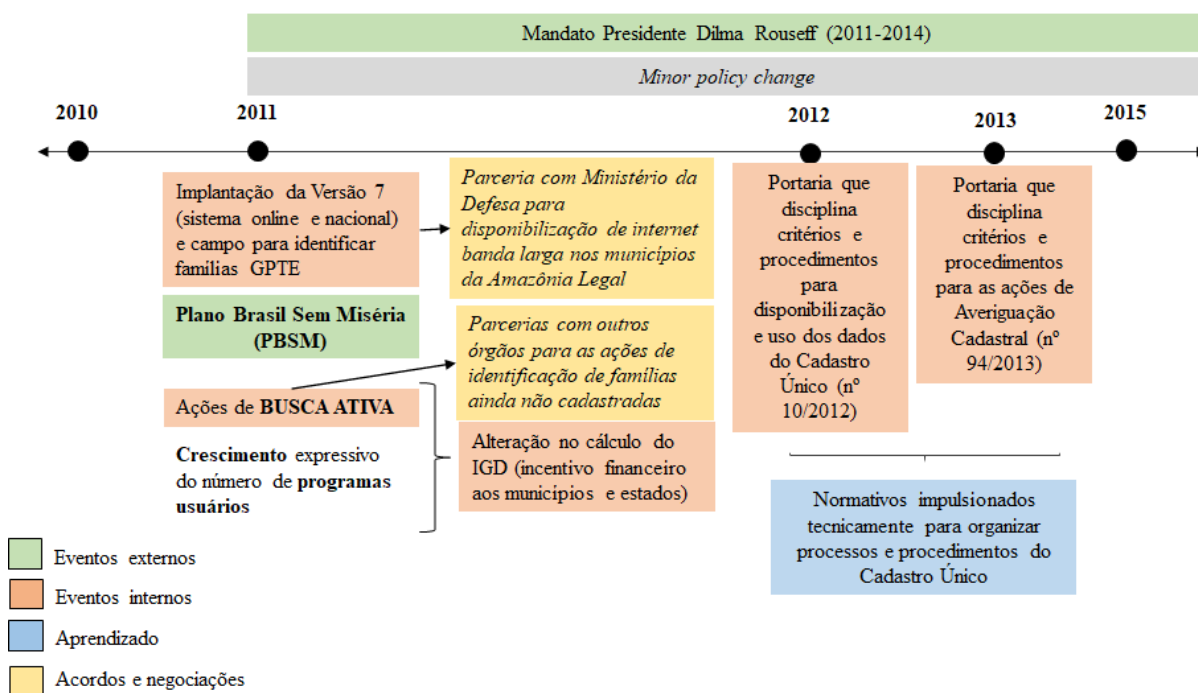 Mandato Presidente Dilma Rouseff (2011-2014)
Minor policy change
2010
2011
2012
2013
2015
Implantação da Versão 7
(sistema online e nacional)
e campo para identificar
famílias GPTE
Plano Brasil Sem Miséria
(PBSM)
Ações de BUSCA ATIVA
Crescimento expressivo
do número de programas
usuários
Parceria com Ministério da
Defesa para
disponibilização de internet
banda larga nos municípios
da Amazônia Legal
Parcerias com outros
órgãos para as ações de
identificação de famílias
ainda não cadastradas
Alteração no cálculo do
IGD (incentivo financeiro
aos municípios e estados)
Portaria que
disciplina
critérios e
procedimentos
para
disponibilização
e uso dos dados
do Cadastro
Único (nº
10/2012)
Portaria que
disciplina
critérios e
procedimentos
para as ações de
Averiguação
Cadastral (nº
94/2013)
Normativos impulsionados
tecnicamente para organizar
processos e procedimentos do
Cadastro Único
Eventos externos
Eventos internos
Aprendizado
Acordos e negociações